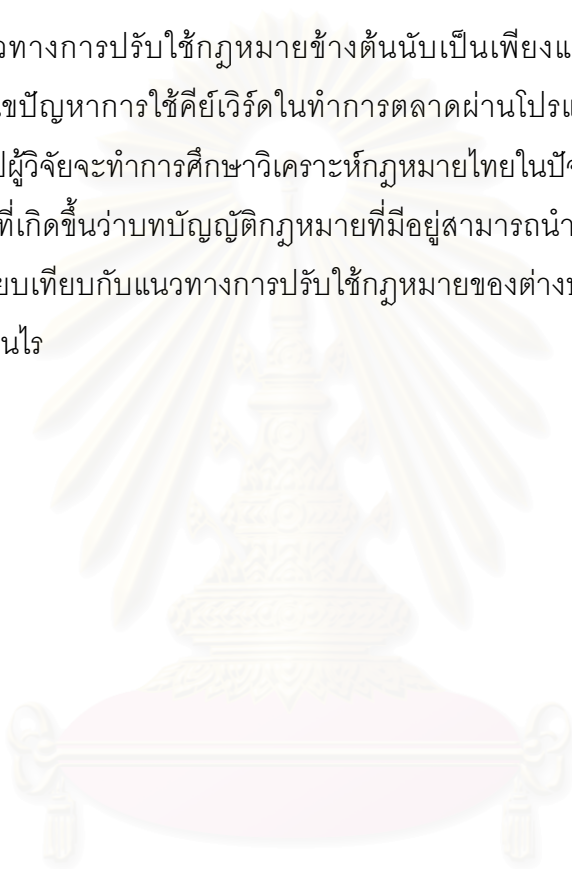 วทางการปรับใช้กฎหมายข้างต้นนับเป็นเพียงแ
ขปัญหาการใช้คีย์เวิร์ดในทำการตลาดผ่านโปรแ
ปผู้วิจัยจะทำการศึกษาวิเคราะห์กฎหมายไทยในปัจ
ที่เกิดขึ้นว่าบทบัญญัติกฎหมายที่มีอยู่สามารถนำ
ยบเทียบกับแนวทางการปรับใช้กฎหมายของต่างป
นไร